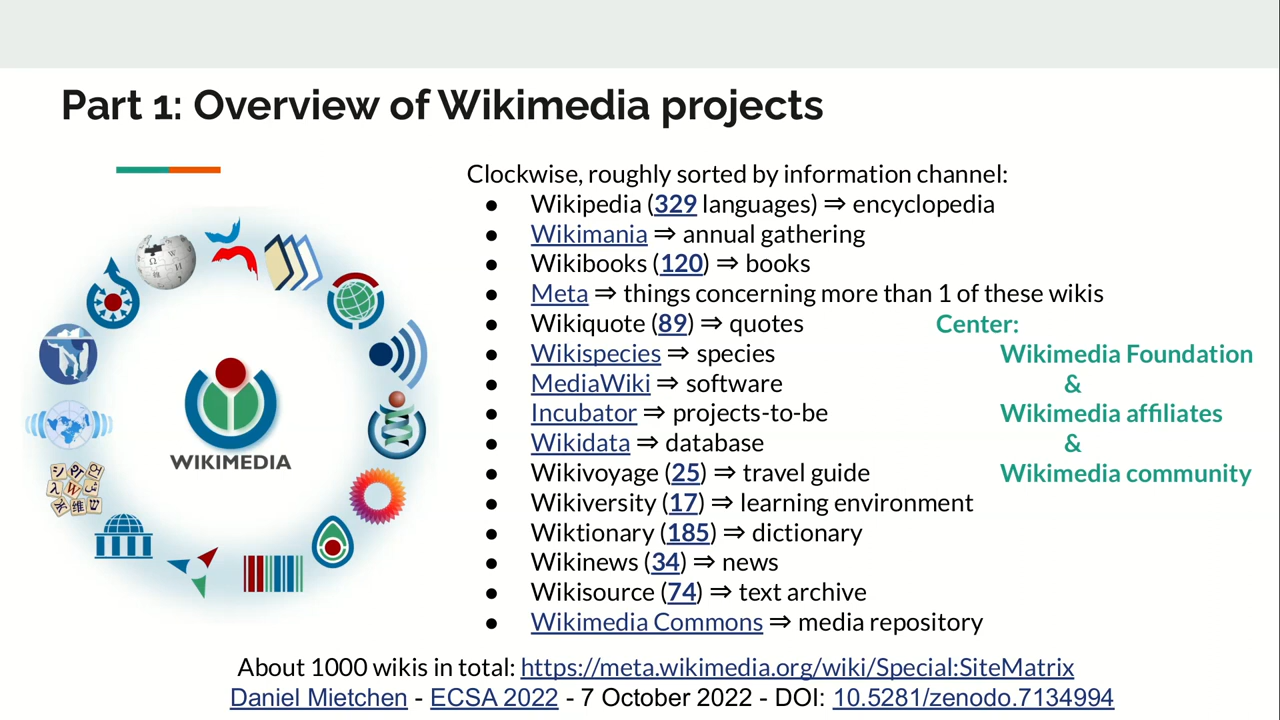 Part 1: Overview of Wikimedia projects
Clockwise, roughly sorted by information channel:
● Wikipedia (329 languages) ⇒ encyclopedia
● Wikimania ⇒ annual gathering
● Wikibooks (120) ⇒ books
● Meta ⇒ things concerning more than 1 of these wikis
● Wikiquote (89) ⇒ quotes
● Wikispecies ⇒ species
● MediaWiki ⇒ software
● Incubator ⇒ projects-to-be
● Wikidata ⇒ database
● Wikivoyage (25) ⇒ travel guide
● Wikiversity (17) ⇒ learning environment
● Wiktionary (185) ⇒ dictionary
● Wikinews (34) ⇒ news
● Wikisource (74) ⇒ text archive
● Wikimedia Commons ⇒ media repository
Center:
Wikimedia Foundation
&
Wikimedia affiliates
&
Wikimedia community
WIKIMEDIA
About 1000 wikis in total: https://meta.wikimedia.org/wiki/Special:SiteMatrix
Daniel Mietchen - ECSA 2022 - 7 October 2022 - DOI: 10.5281/zenodo.7134994